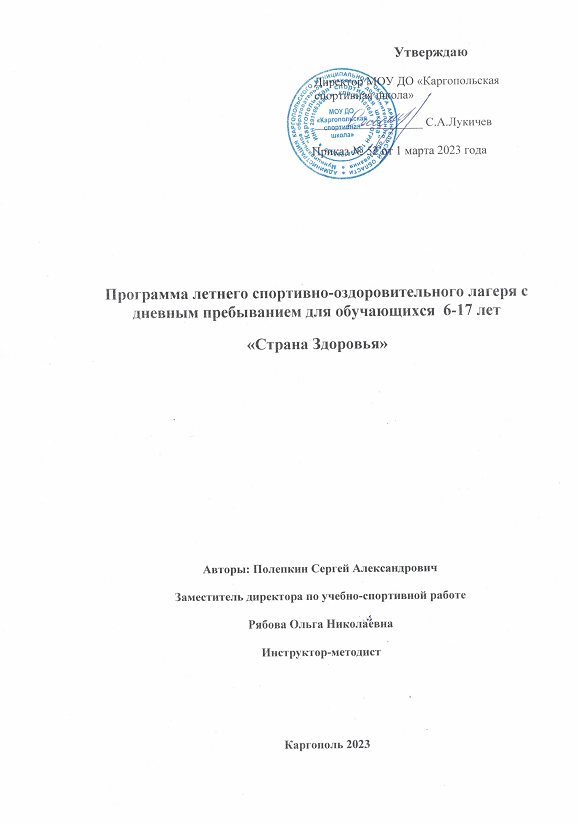 Утверждаю
Директор МОУ ДО «Каргопольская
спортивная школа»
С.А.Лукичев
Приказ № 52 от 1 марта 2023 года
МОУ ДО
«Каргопольская
спортивная
школа»
Программа летнего спортивно-оздоровительного лагеря с
дневным пребыванием для обучающихся 6-17 лет
«Страна Здоровья»
Авторы: Полепкин Сергей Александрович
Заместитель директора по учебно-спортивной работе
Рябова Ольга Николаевна
Инструктор-методист
Каргополь 2023